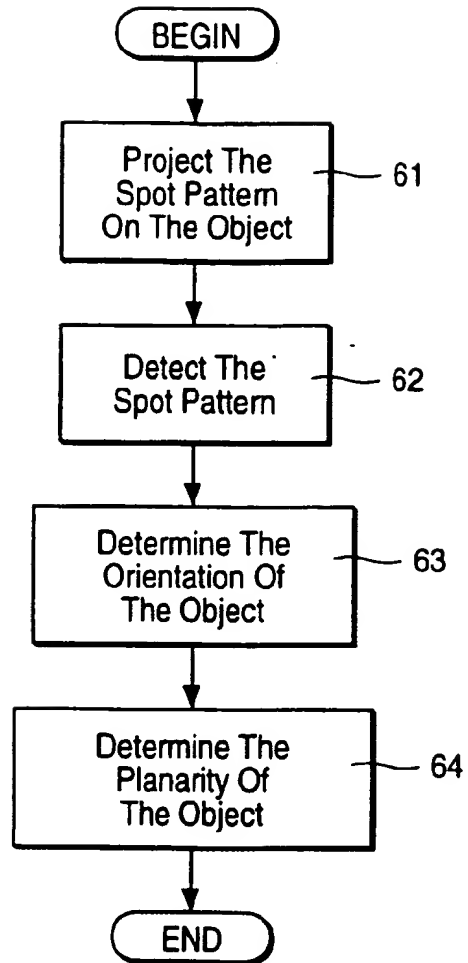 BEGIN
Project The
Spot Pattern
On The Object
61
Detect The
Spot Pattern
62
Determine The
Orientation Of
The Object
63
Determine The
Planarity Of
The Object
64
END